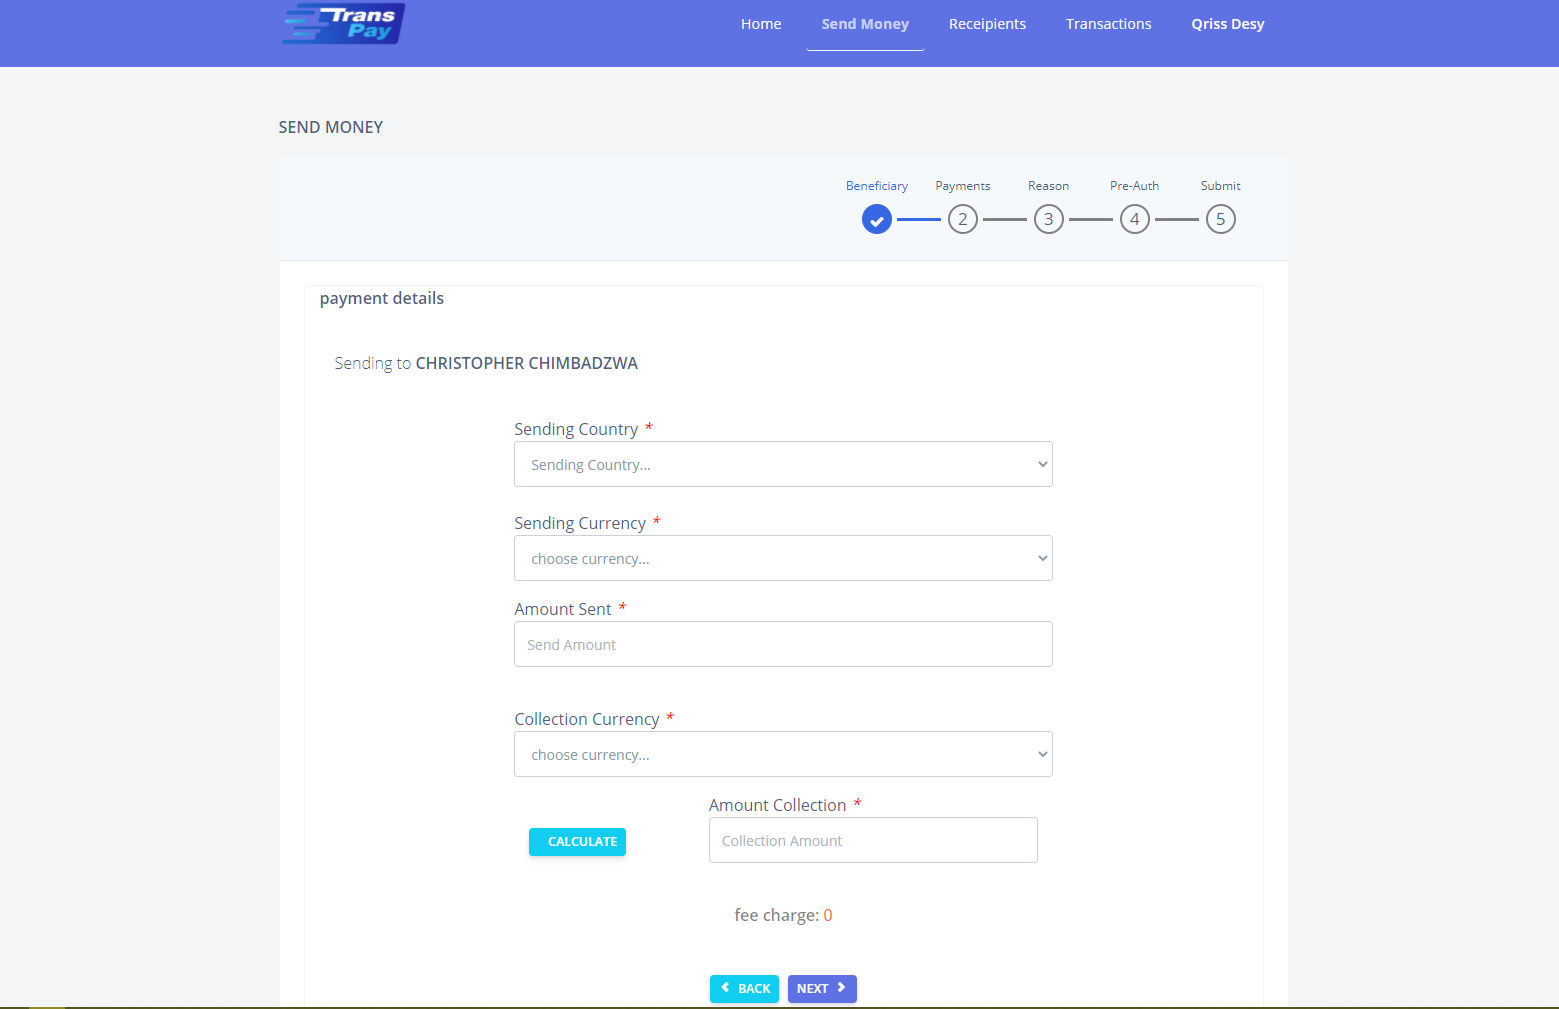 Trans
Pay
Home
Send Money
Receipients
Transactions
Qriss Desy
SEND MONEY
Beneficiary
Payments
Reason
Pre-Auth
Submit
2
3
4
5
payment details
Sending to CHRISTOPHER CHIMBADZWA
Sending Country *
Sending Country...
Sending Currency *
choose currency...
Amount Sent *
Send Amount
Collection Currency *
choose currency...
Amount Collection *
CALCULATE
Collection Amount
fee charge: 0
BACK
NEXT